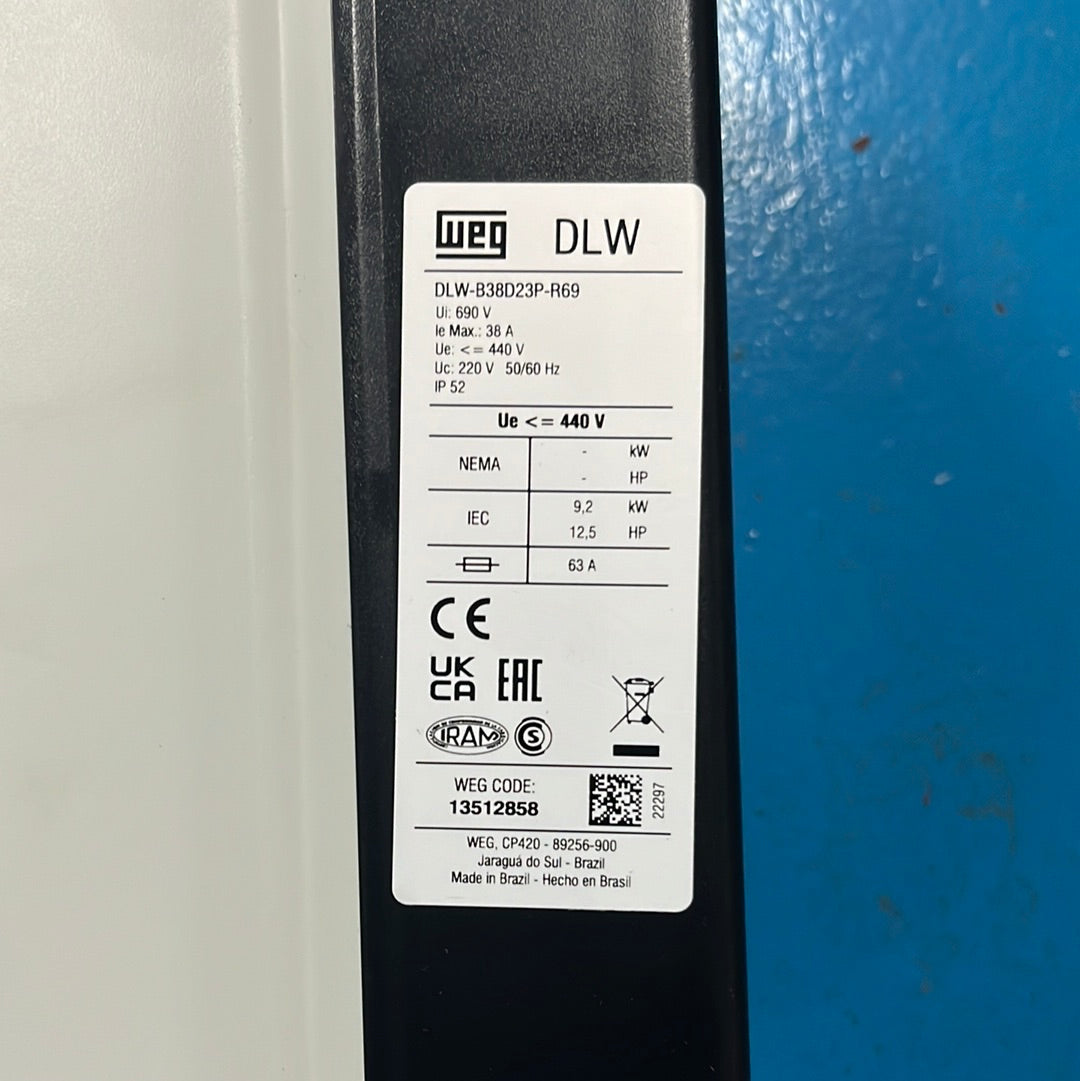 WEG DLW
DLW-B38D23P-R69
Ui: 690 V
Ie Max.: 38 A
Ue: <= 440 V
Uc: 220 V 50/60 Hz
IP 52
Ue <= 440 V
NEMA - kW
- HP
IEC 9,2 kW
12,5 HP
63 A
CE
UK
CA EAC
IRAM S
WEG CODE:
13512858
22297
WEG, CP420 - 89256-900
Jaraguá do Sul - Brazil
Made in Brazil - Hecho en Brasil